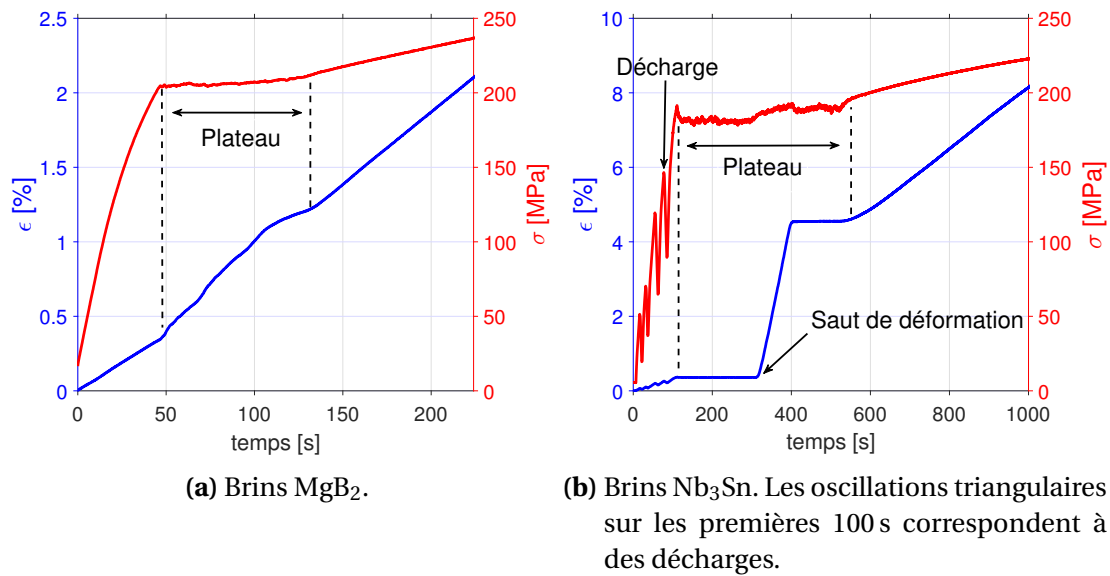 2.5
2
1.5
1
0.5
0
ϵ [%]
250
200
150
100
50
0
σ [MPa]
Plateau
0 50 100 150 200
temps [s]
(a) Brins MgB₂.
10
8
6
4
2
0
ϵ [%]
250
200
150
100
50
0
σ [MPa]
Décharge
Plateau
Saut de déformation
0 200 400 600 800 1000
temps [s]
(b) Brins Nb₃Sn. Les oscillations triangulaires
sur les premières 100 s correspondent à
des décharges.